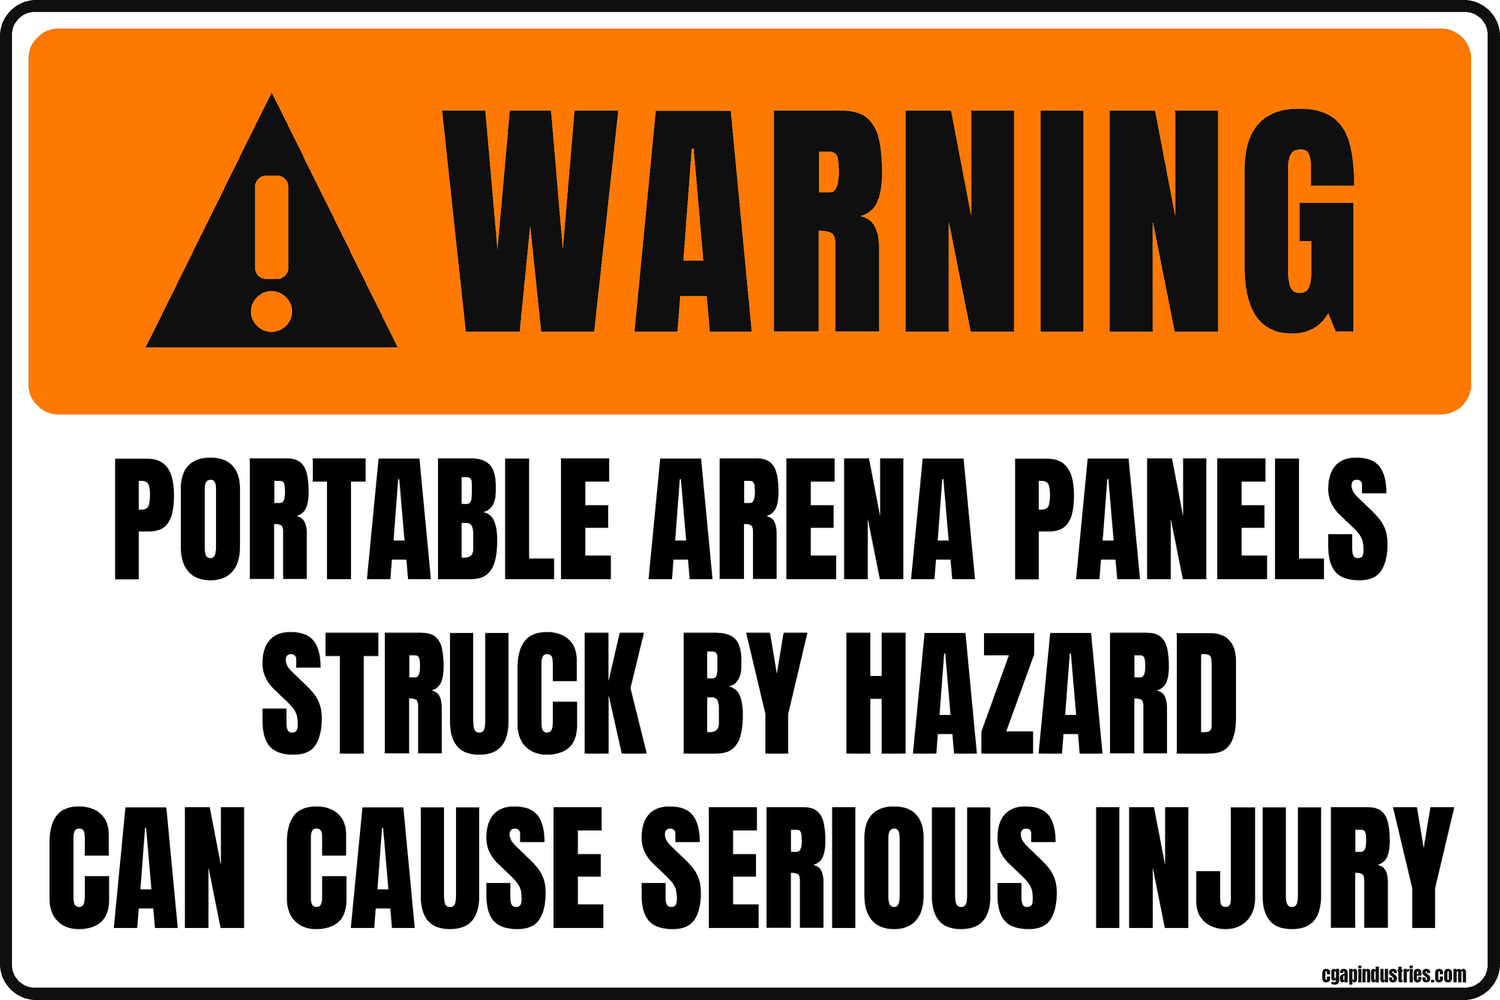 WARNING
PORTABLE ARENA PANELS
STRUCK BY HAZARD
CAN CAUSE SERIOUS INJURY
cgapindustries.com